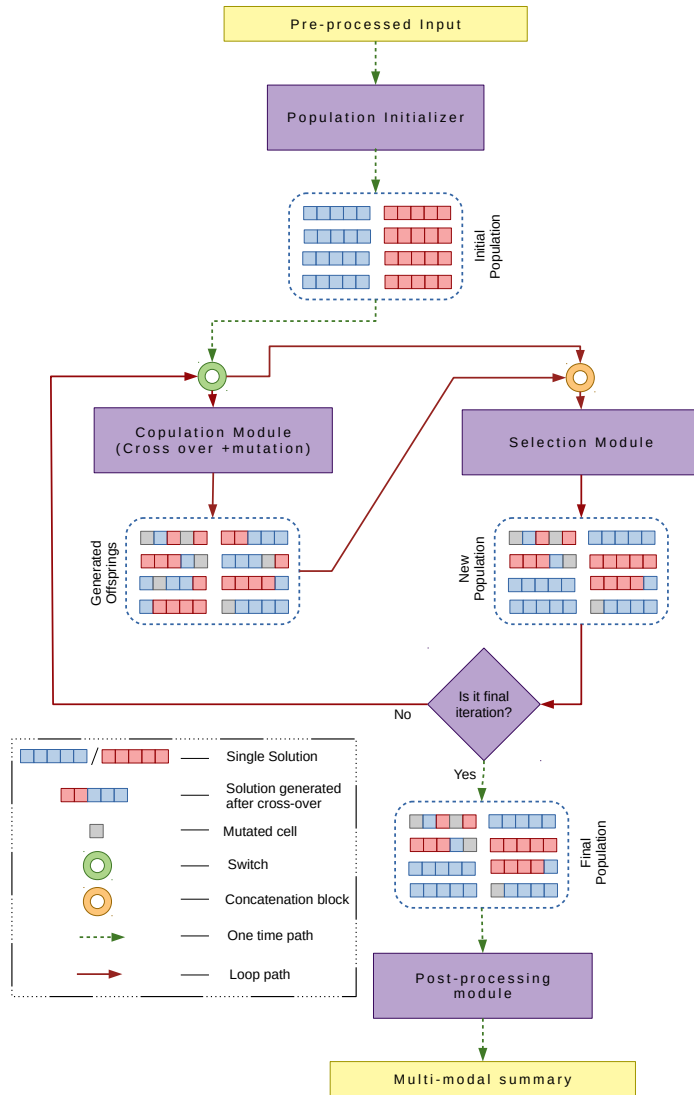 Pre-processed Input
Population Initializer
Initial
Population
Copulation Module
(Cross over +mutation)
Selection Module
Generated
Offsprings
New
Population
Is it final
iteration?
No
Yes
Single Solution
Solution generated
after cross-over
Mutated cell
Switch
Concatenation block
One time path
Loop path
/
Final
Population
Post-processing
module
Multi-modal summary